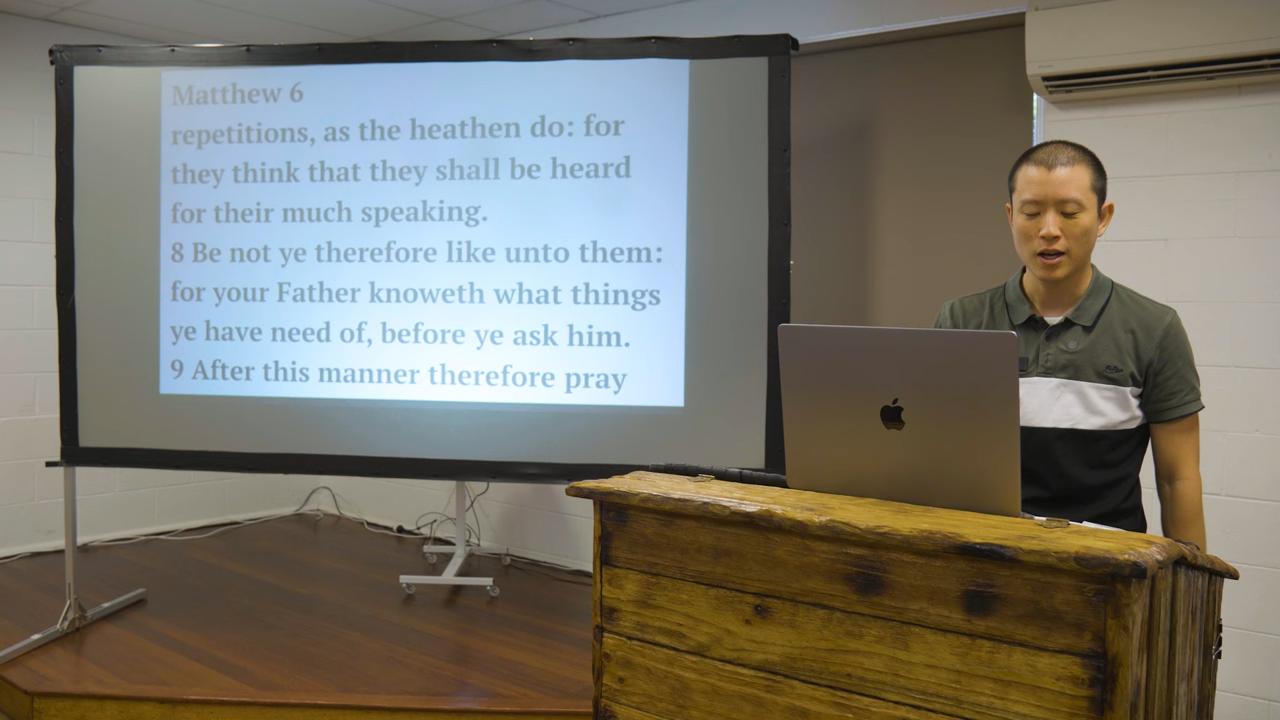 Matthew 6
repetitions, as the heathen do: for
they think that they shall be heard
for their much speaking.
8 Be not ye therefore like unto them:
for your Father knoweth what things
ye have need of, before ye ask him.
9 After this manner therefore pray